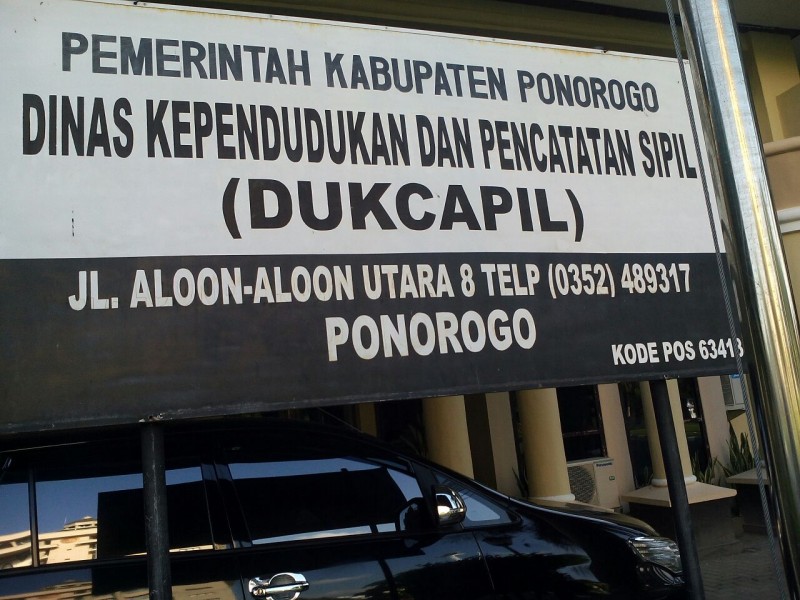 PEMERINTAH KABUPATEN PONOROGO
DINAS KEPENDUDUKAN DAN PENCATATAN SIPIL
(DUKCAPIL)
JL. ALOON-ALOON UTARA 8 TELP (0352) 489317
PONOROGO
KODE POS 63413